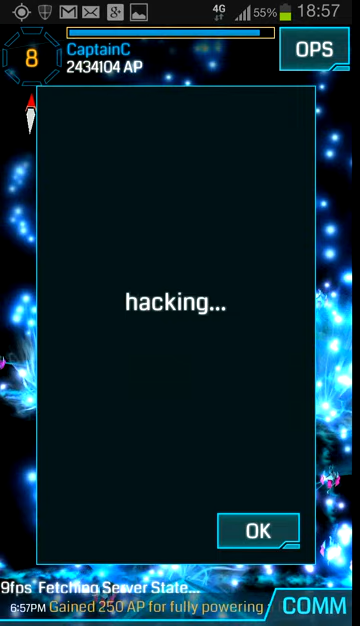 4G 55% 18:57
8 CaptainC OPS
2434104 AP
hacking...
OK
9fps Fetching Server State...
6:57PM Gained 250 AP for fully powering COMM